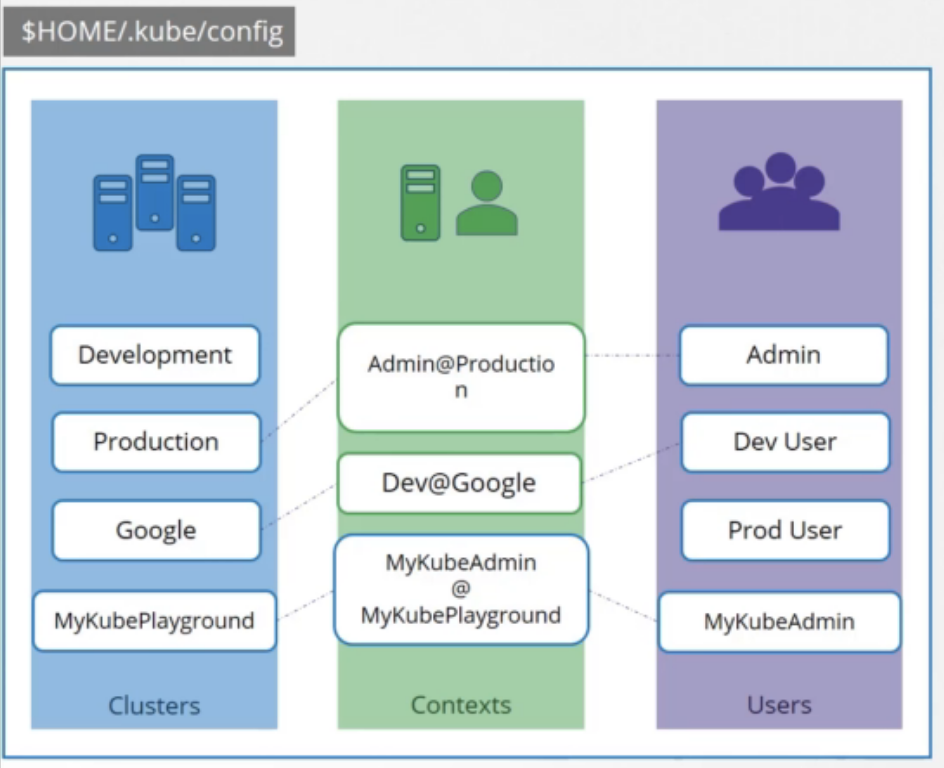 $HOME/.kube/config
Development
Production
Google
MyKubePlayground
Clusters
Admin@Productio
n
Dev@Google
MyKubeAdmin
@
MyKubePlayground
Contexts
Admin
Dev User
Prod User
MyKubeAdmin
Users